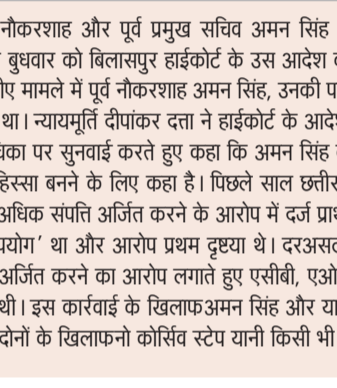 नौकरशाह और पूर्व प्रमुख सचिव अमन सिंह
बुधवार को बिलासपुर हाईकोर्ट के उस आदेश
ए मामले में पूर्व नौकरशाह अमन सिंह, उनकी प
था। न्यायमूर्ति दीपांकर दत्ता ने हाईकोर्ट के आदे
पर सुनवाई करते हुए कहा कि अमन सिंह
हिस्सा बनने के लिए कहा है। पिछले साल छत्तीस
अधिक संपत्ति अर्जित करने के आरोप में दर्ज प्रा
योग' था और आरोप प्रथम दृष्टया थे। दरअस
अर्जित करने का आरोप लगाते हुए एसीबी, एओ
थी। इस कार्रवाई के खिलाफअमन सिंह और या
दोनों के खिलाफनो कोर्सिव स्टेप यानी किसी भी